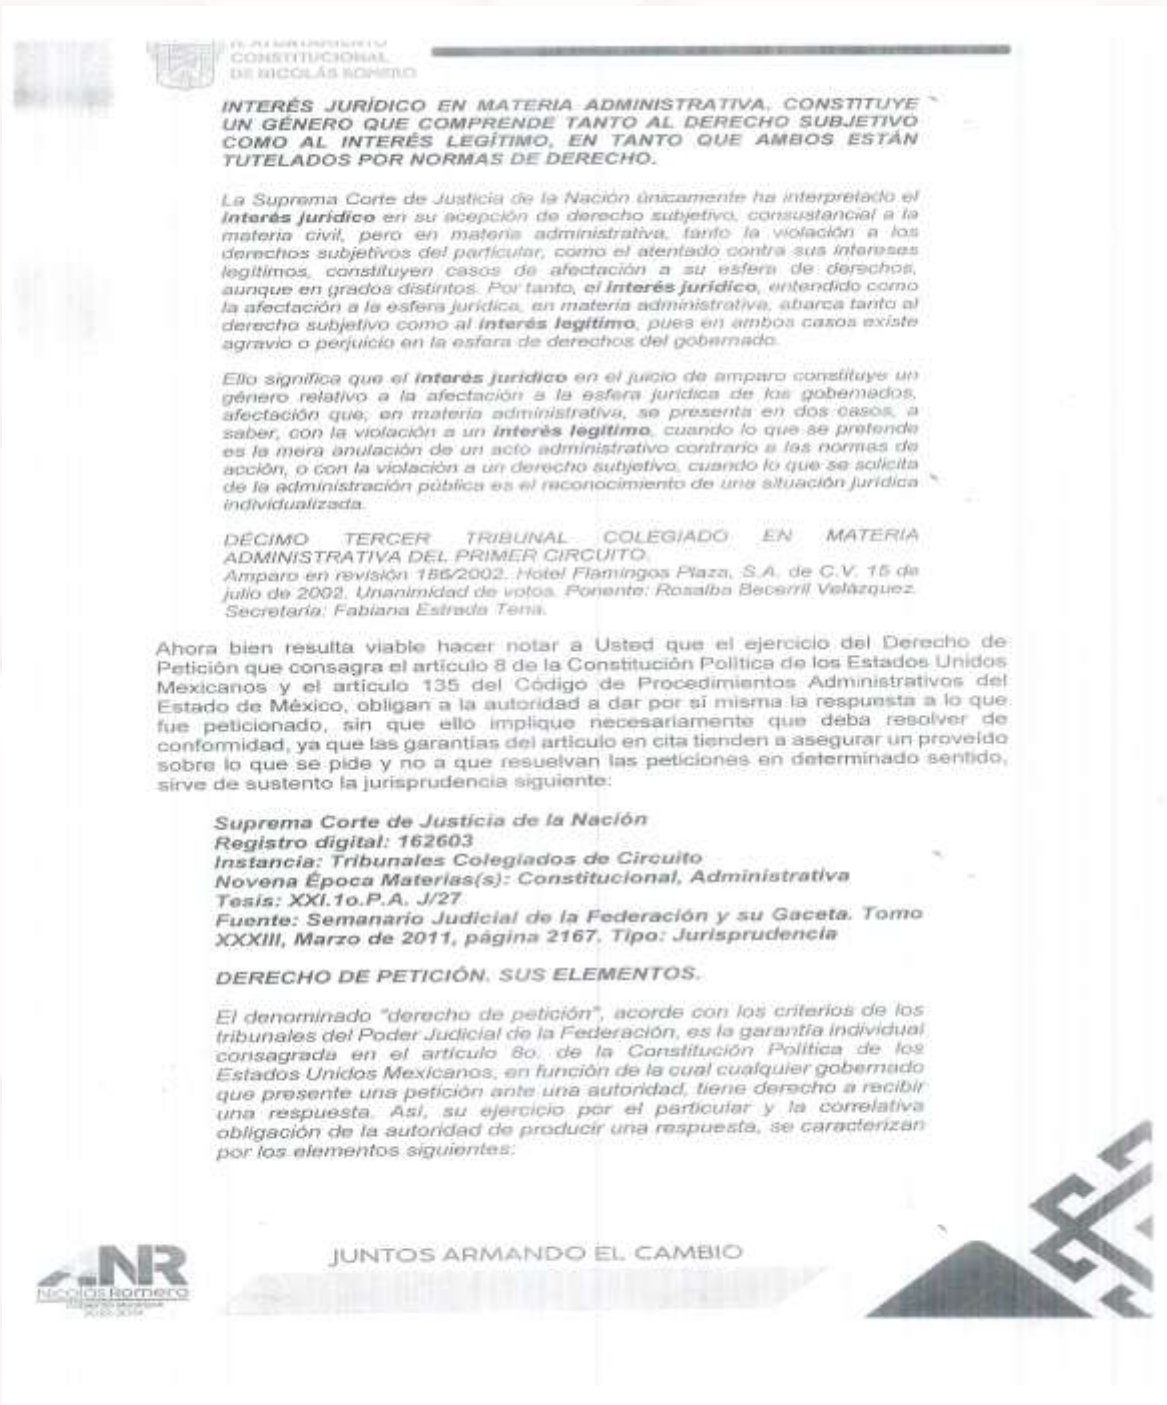 H. AYUNTAMIENTO
CONSTITUCIONAL
DE NICOLÁS ROMERO
INTERÉS JURÍDICO EN MATERIA ADMINISTRATIVA. CONSTITUYE
UN GÉNERO QUE COMPRENDE TANTO AL DERECHO SUBJETIVO
COMO AL INTERÉS LEGÍTIMO, EN TANTO QUE AMBOS ESTÁN
TUTELADOS POR NORMAS DE DERECHO.
La Suprema Corte de Justicia de la Nación únicamente ha interpretado el
interés jurídico en su acepción de derecho subjetivo, consustancial a la
materia civil, pero en materia administrativa, tanto la violación a los
derechos subjetivos del particular, como el atentado contra sus intereses
legítimos, constituyen casos de afectación a su esfera de derechos,
aunque en grados distintos. Por tanto, el interés jurídico, entendido como
la afectación a la esfera jurídica, en materia administrativa, abarca tanto al
derecho subjetivo como al interés legítimo, pues en ambos casos existe
agravio o perjuicio en la esfera de derechos del gobernado.
Ello significa que el interés jurídico en el juicio de amparo constituye un
género relativo a la afectación a la esfera jurídica de los gobernados,
afectación que, en materia administrativa, se presenta en dos casos, a
saber, con la violación a un interés legítimo, cuando lo que se pretende
es la mera anulación de un acto administrativo contrario a las normas de
acción, o con la violación a un derecho subjetivo, cuando lo que se solicita
de la administración pública es el reconocimiento de una situación jurídica
individualizada.
DÉCIMO TERCER TRIBUNAL COLEGIADO EN MATERIA
ADMINISTRATIVA DEL PRIMER CIRCUITO.
Amparo en revisión 186/2002. Hotel Flamingos Plaza, S.A. de C.V. 15 de
julio de 2002. Unanimidad de votos. Ponente: Rosalba Becerril Velázquez.
Secretaria: Fabiana Estrada Tena.
Ahora bien resulta viable hacer notar a Usted que el ejercicio del Derecho de
Petición que consagra el artículo 8 de la Constitución Política de los Estados Unidos
Mexicanos y el artículo 135 del Código de Procedimientos Administrativos del
Estado de México, obligan a la autoridad a dar por sí misma la respuesta a lo que
fue peticionado, sin que ello implique necesariamente que deba resolver de
conformidad, ya que las garantías del artículo en cita tienden a asegurar un proveído
sobre lo que se pide y no a que resuelvan las peticiones en determinado sentido,
sirve de sustento la jurisprudencia siguiente:
Suprema Corte de Justicia de la Nación
Registro digital: 162603
Instancia: Tribunales Colegiados de Circuito
Novena Época Materias(s): Constitucional, Administrativa
Tesis: XXI.1o.P.A. J/27
Fuente: Semanario Judicial de la Federación y su Gaceta. Tomo
XXXIII, Marzo de 2011, página 2167. Tipo: Jurisprudencia
DERECHO DE PETICIÓN. SUS ELEMENTOS.
El denominado "derecho de petición", acorde con los criterios de los
tribunales del Poder Judicial de la Federación, es la garantía individual
consagrada en el artículo 8o. de la Constitución Política de los
Estados Unidos Mexicanos, en función de la cual cualquier gobernado
que presente una petición ante una autoridad, tiene derecho a recibir
una respuesta. Así, su ejercicio por el particular y la correlativa
obligación de la autoridad de producir una respuesta, se caracterizan
por los elementos siguientes:
JUNTOS ARMANDO EL CAMBIO
NR
Nicolás Romero